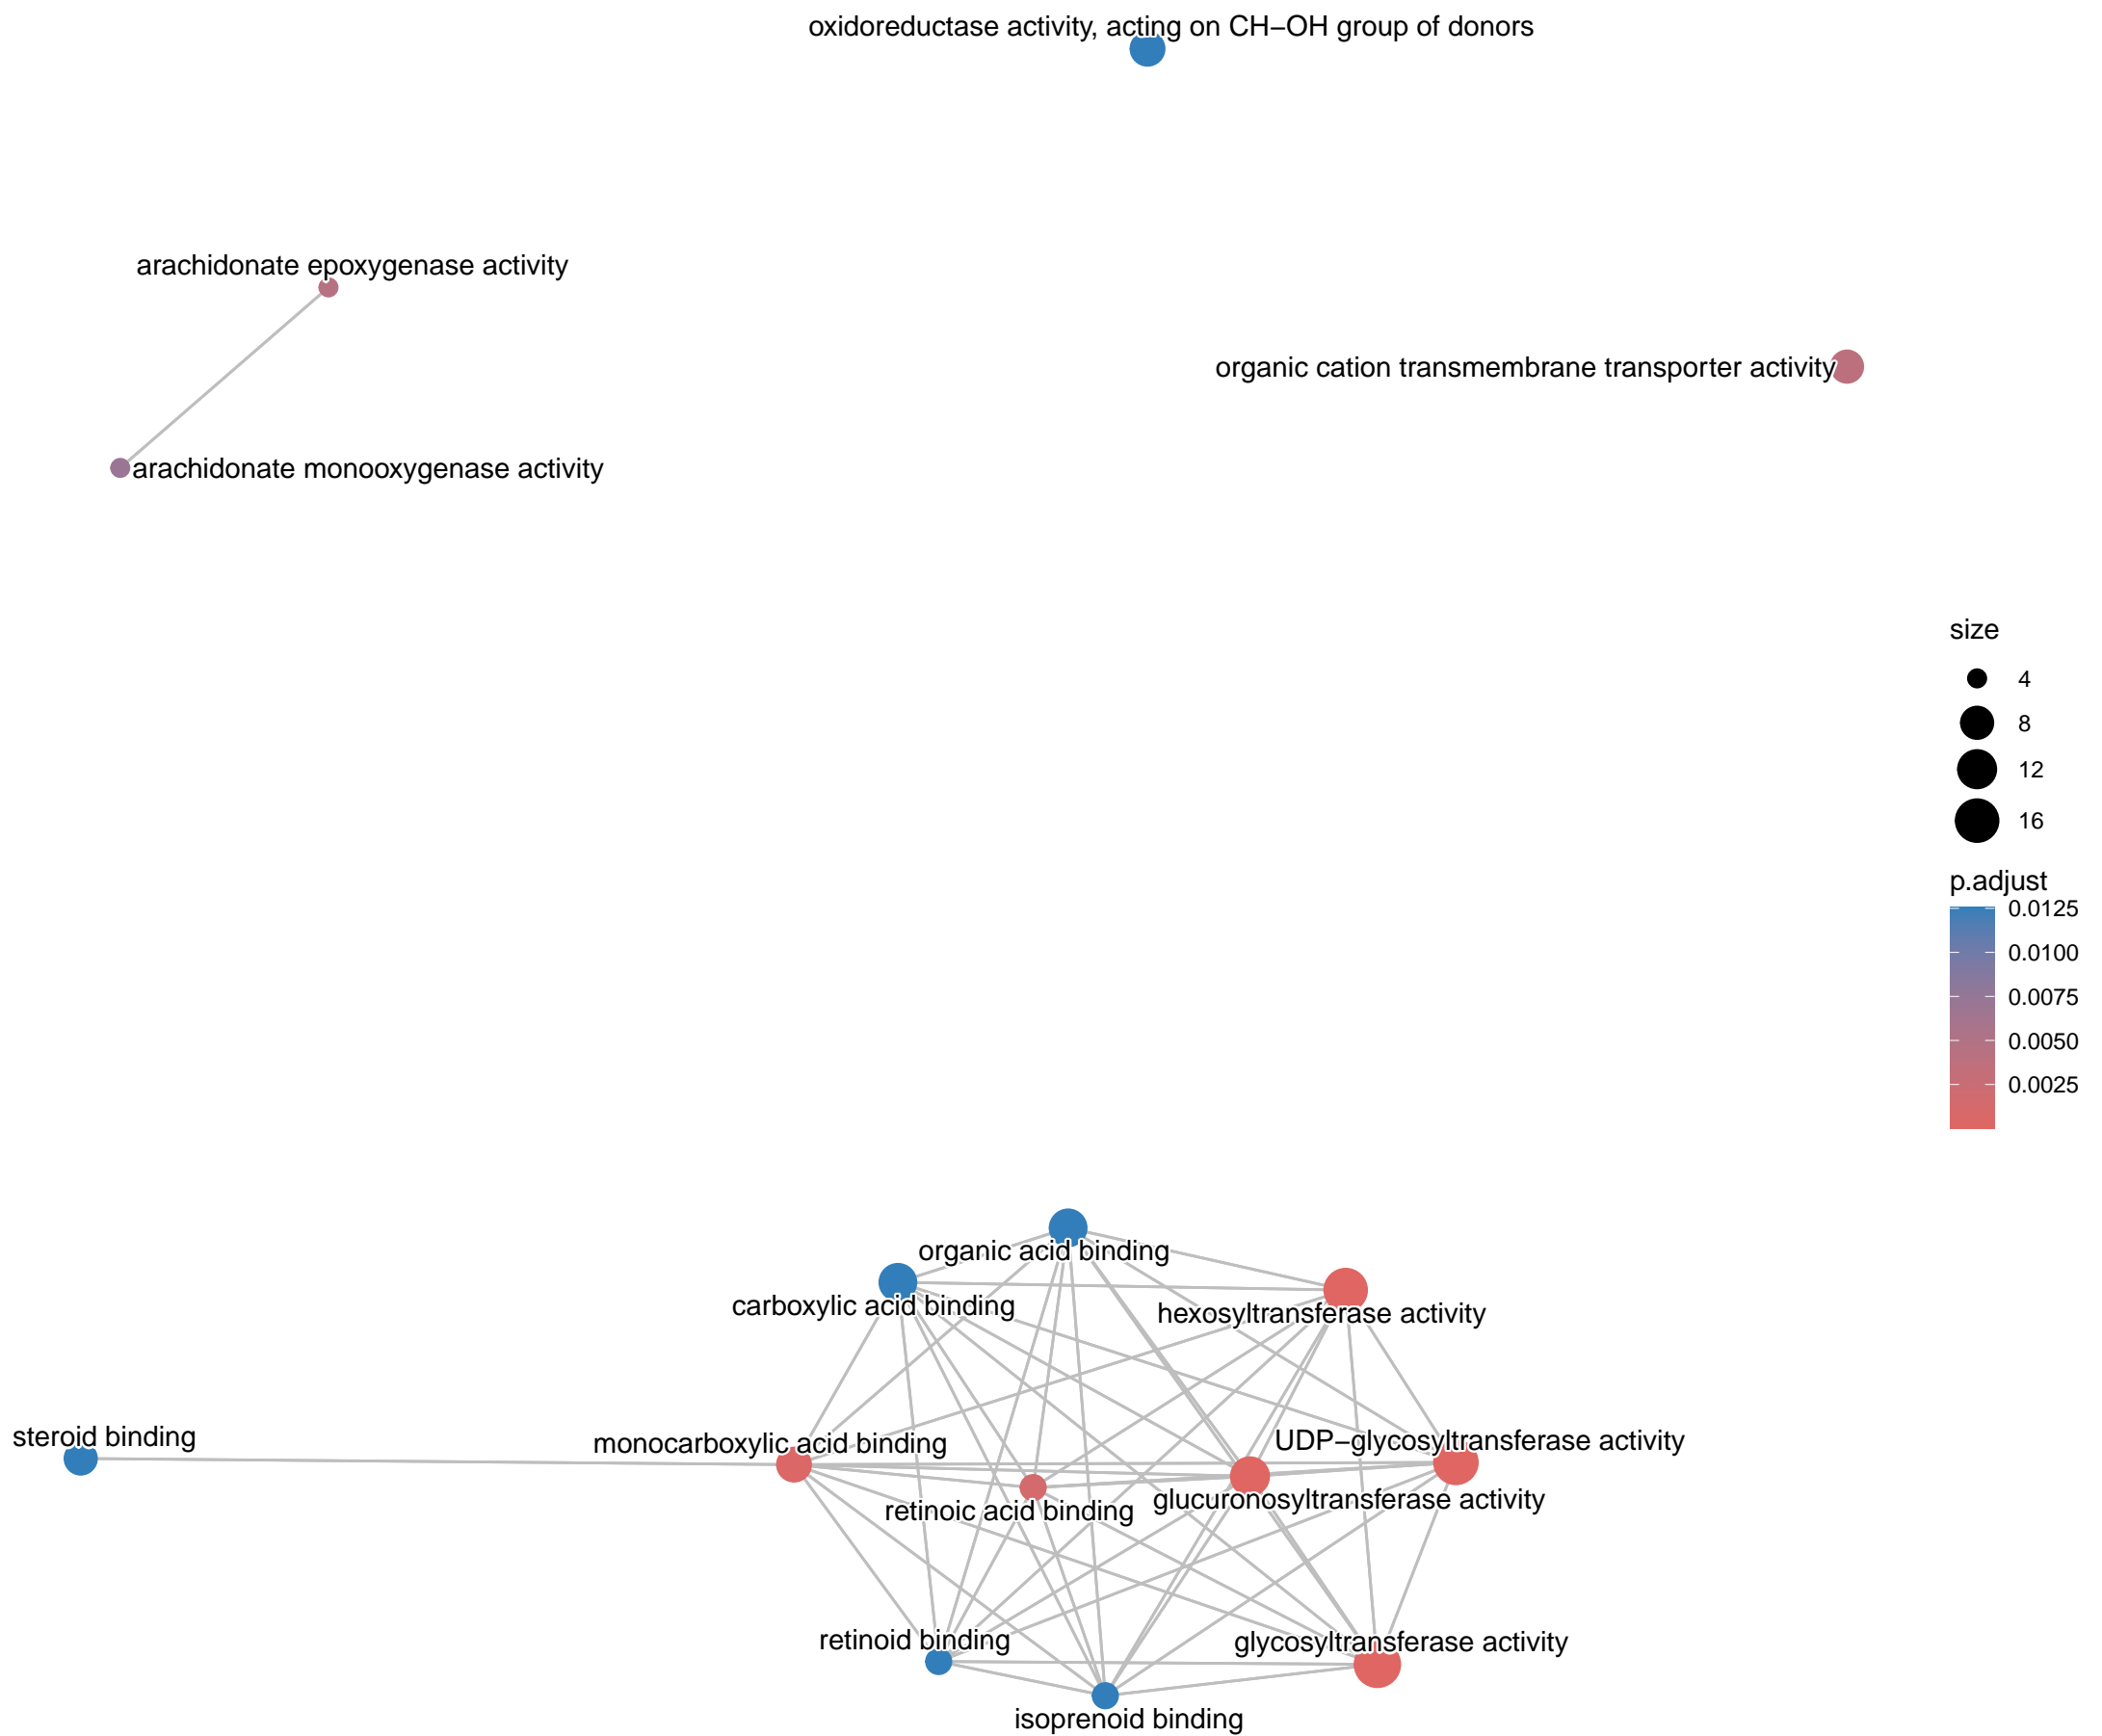 oxidoreductase activity, acting on CH−OH group of donors
arachidonate epoxygenase activity
organic cation transmembrane transporter activity
arachidonate monooxygenase activity
size
4
8
12
16
p.adjust
0.0125
0.0100
0.0075
0.0050
0.0025
organic acid binding
carboxylic acid binding
hexosyltransferase activity
steroid binding
monocarboxylic acid binding
UDP−glycosyltransferase activity
retinoic acid binding
glucuronosyltransferase activity
retinoid binding
glycosyltransferase activity
isoprenoid binding